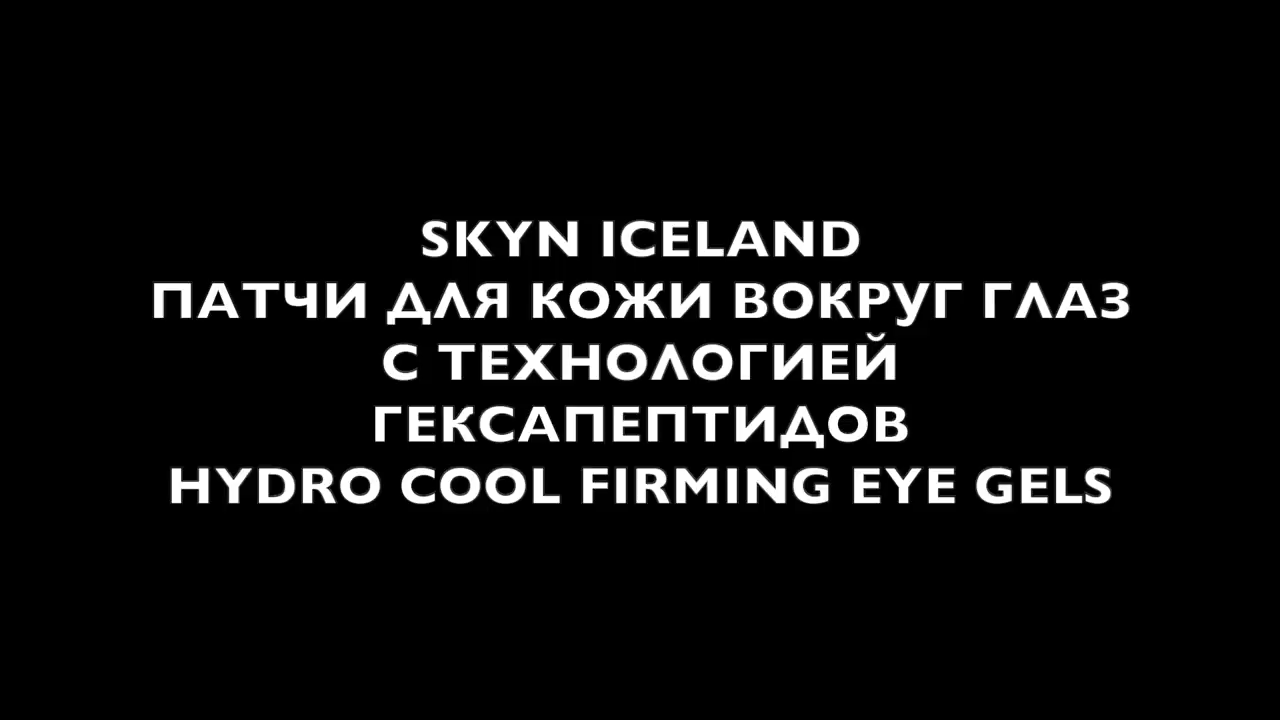 SKYN ICELAND
ПАТЧИ ДЛЯ КОЖИ ВОКРУГ ГЛАЗ
С ТЕХНОЛОГИЕЙ
ГЕКСАПЕПТИДОВ
HYDRO COOL FIRMING EYE GELS